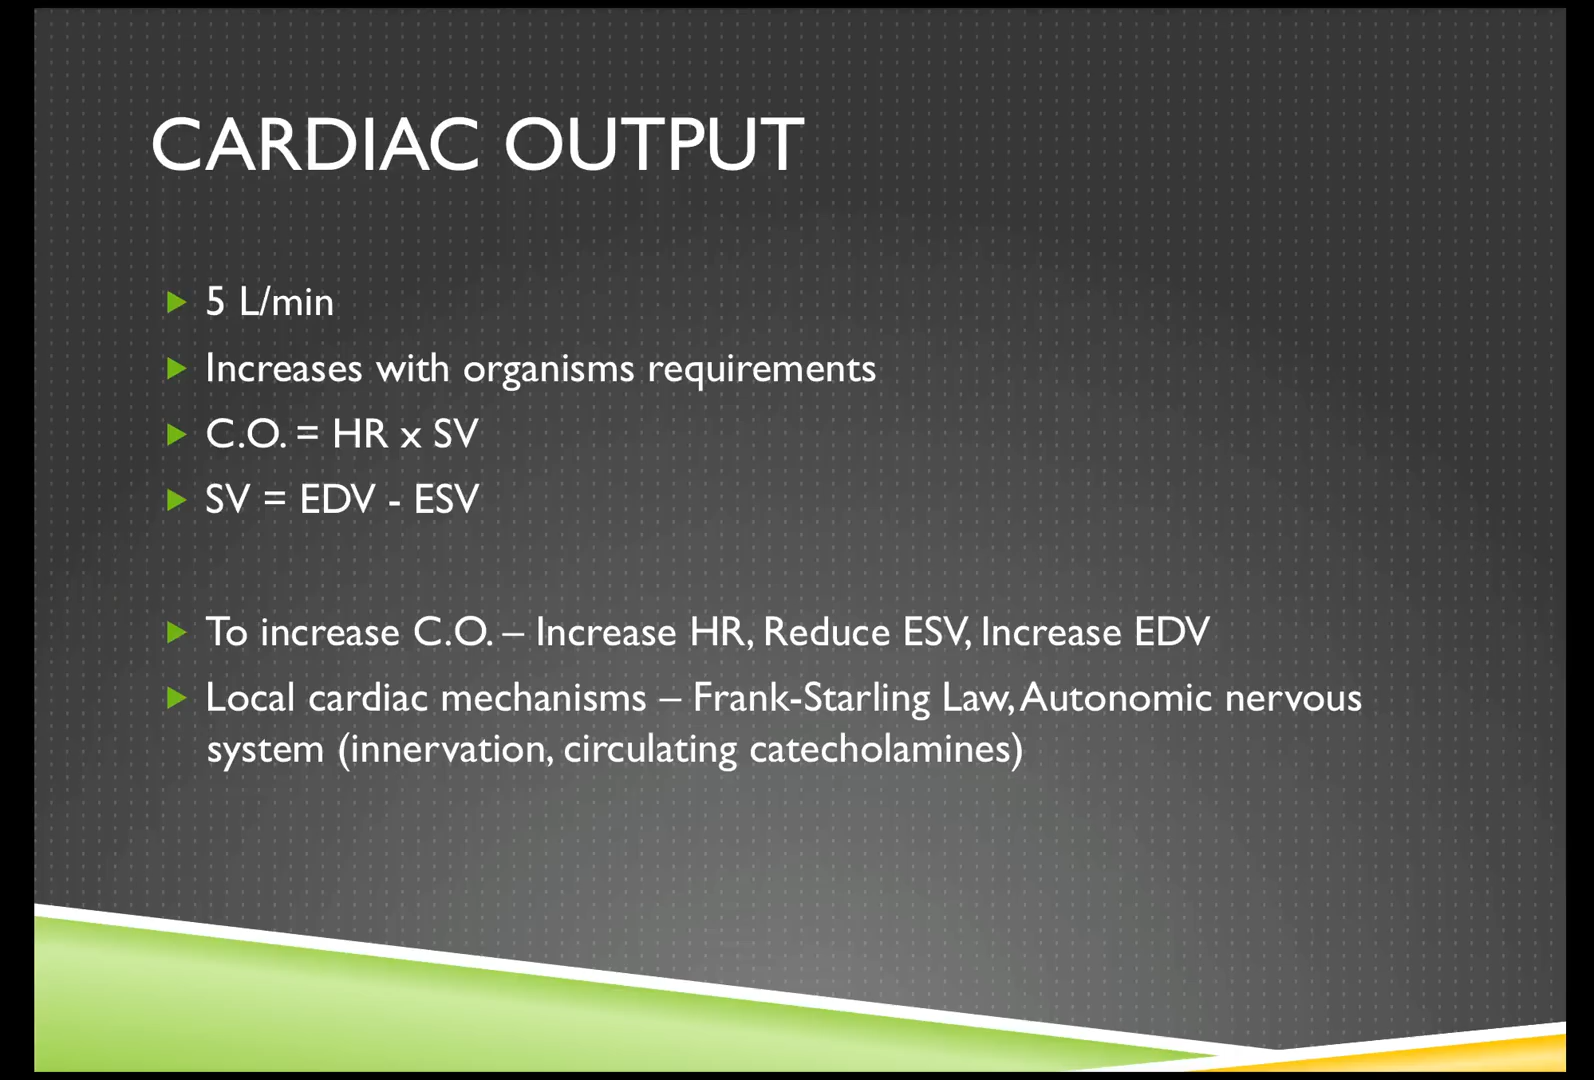 CARDIAC OUTPUT
5 L/min
Increases with organisms requirements
C.O. = HR x SV
SV = EDV - ESV
To increase C.O. – Increase HR, Reduce ESV, Increase EDV
Local cardiac mechanisms – Frank-Starling Law, Autonomic nervous
system (innervation, circulating catecholamines)